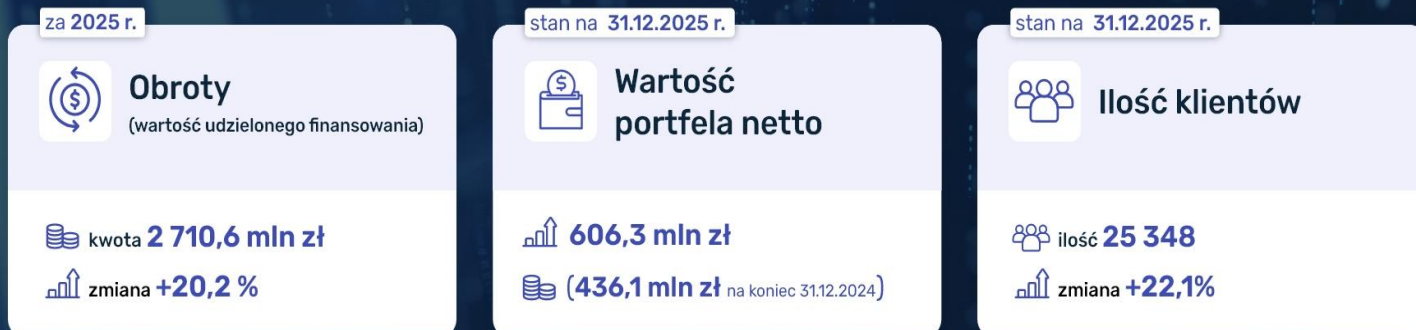 za 2025 r.
Obroty
(wartość udzielonego finansowania)
kwota 2 710,6 mln zł
zmiana +20,2 %
stan na 31.12.2025 r.
Wartość
portfela netto
606,3 mln zł
(436,1 mln zł na koniec 31.12.2024)
stan na 31.12.2025 r.
Ilość klientów
ilość 25 348
zmiana +22,1%